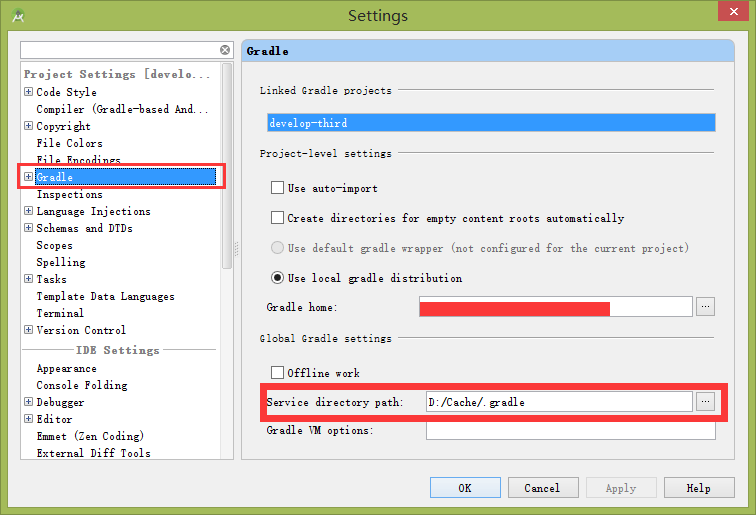 Settings
Project Settings [develo...
Code Style
Compiler (Gradle-based And...
Copyright
File Colors
File Encodings
Gradle
Inspections
Language Injections
Schemas and DTDs
Scopes
Spelling
Tasks
Template Data Languages
Terminal
Version Control
IDE Settings
Appearance
Console Folding
Debugger
Editor
Emmet (Zen Coding)
External Diff Tools
Gradle
Linked Gradle projects
develop-third
Project-level settings
Use auto-import
Create directories for empty content roots automatically
Use default gradle wrapper (not configured for the current project)
Use local gradle distribution
Gradle home: ...
Global Gradle settings
Offline work
Service directory path: D:/Cache/.gradle ...
Gradle VM options:
OK Cancel Apply Help